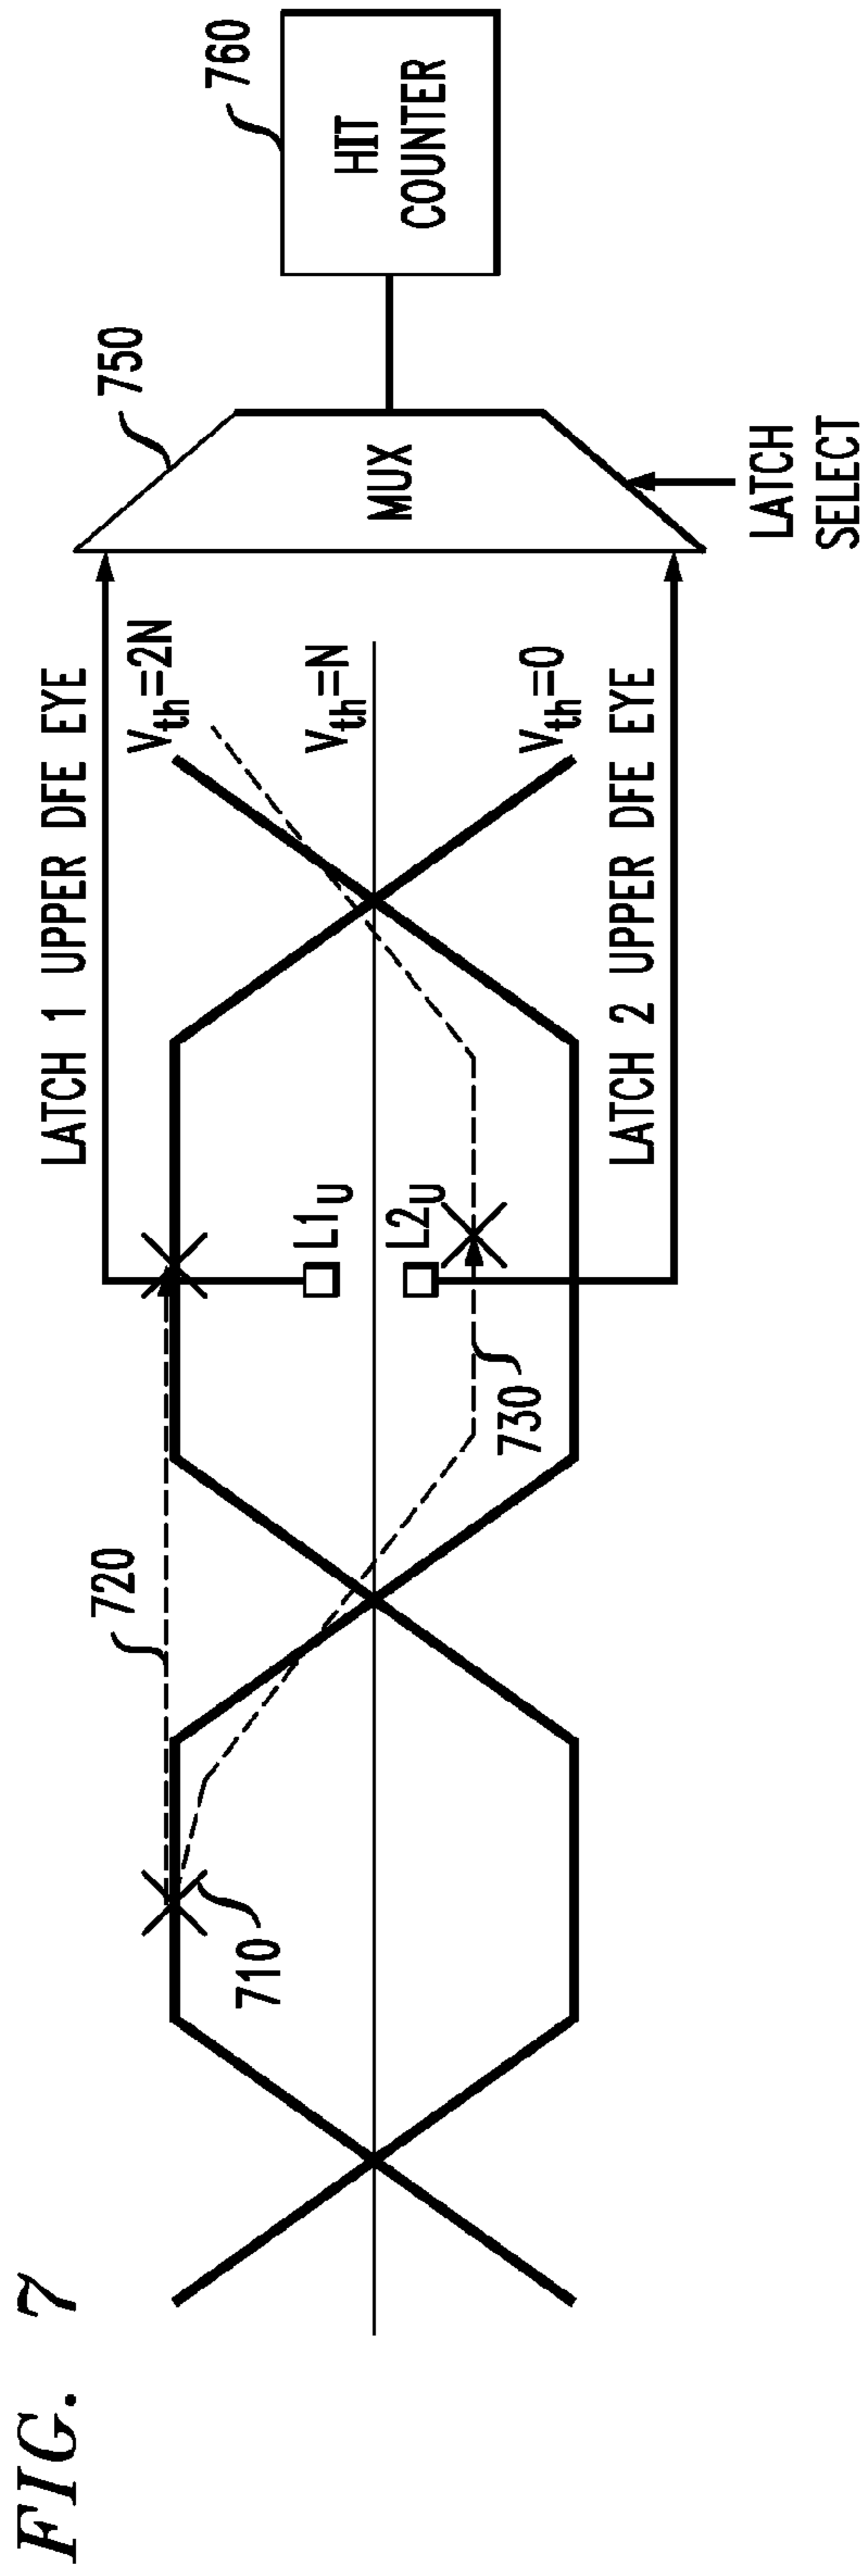 FIG. 7
710
720
730
LATCH 1 UPPER DFE EYE
L1U
L2U
LATCH 2 UPPER DFE EYE
Vth=2N
Vth=N
Vth=0
750
MUX
LATCH
SELECT
760
HIT
COUNTER